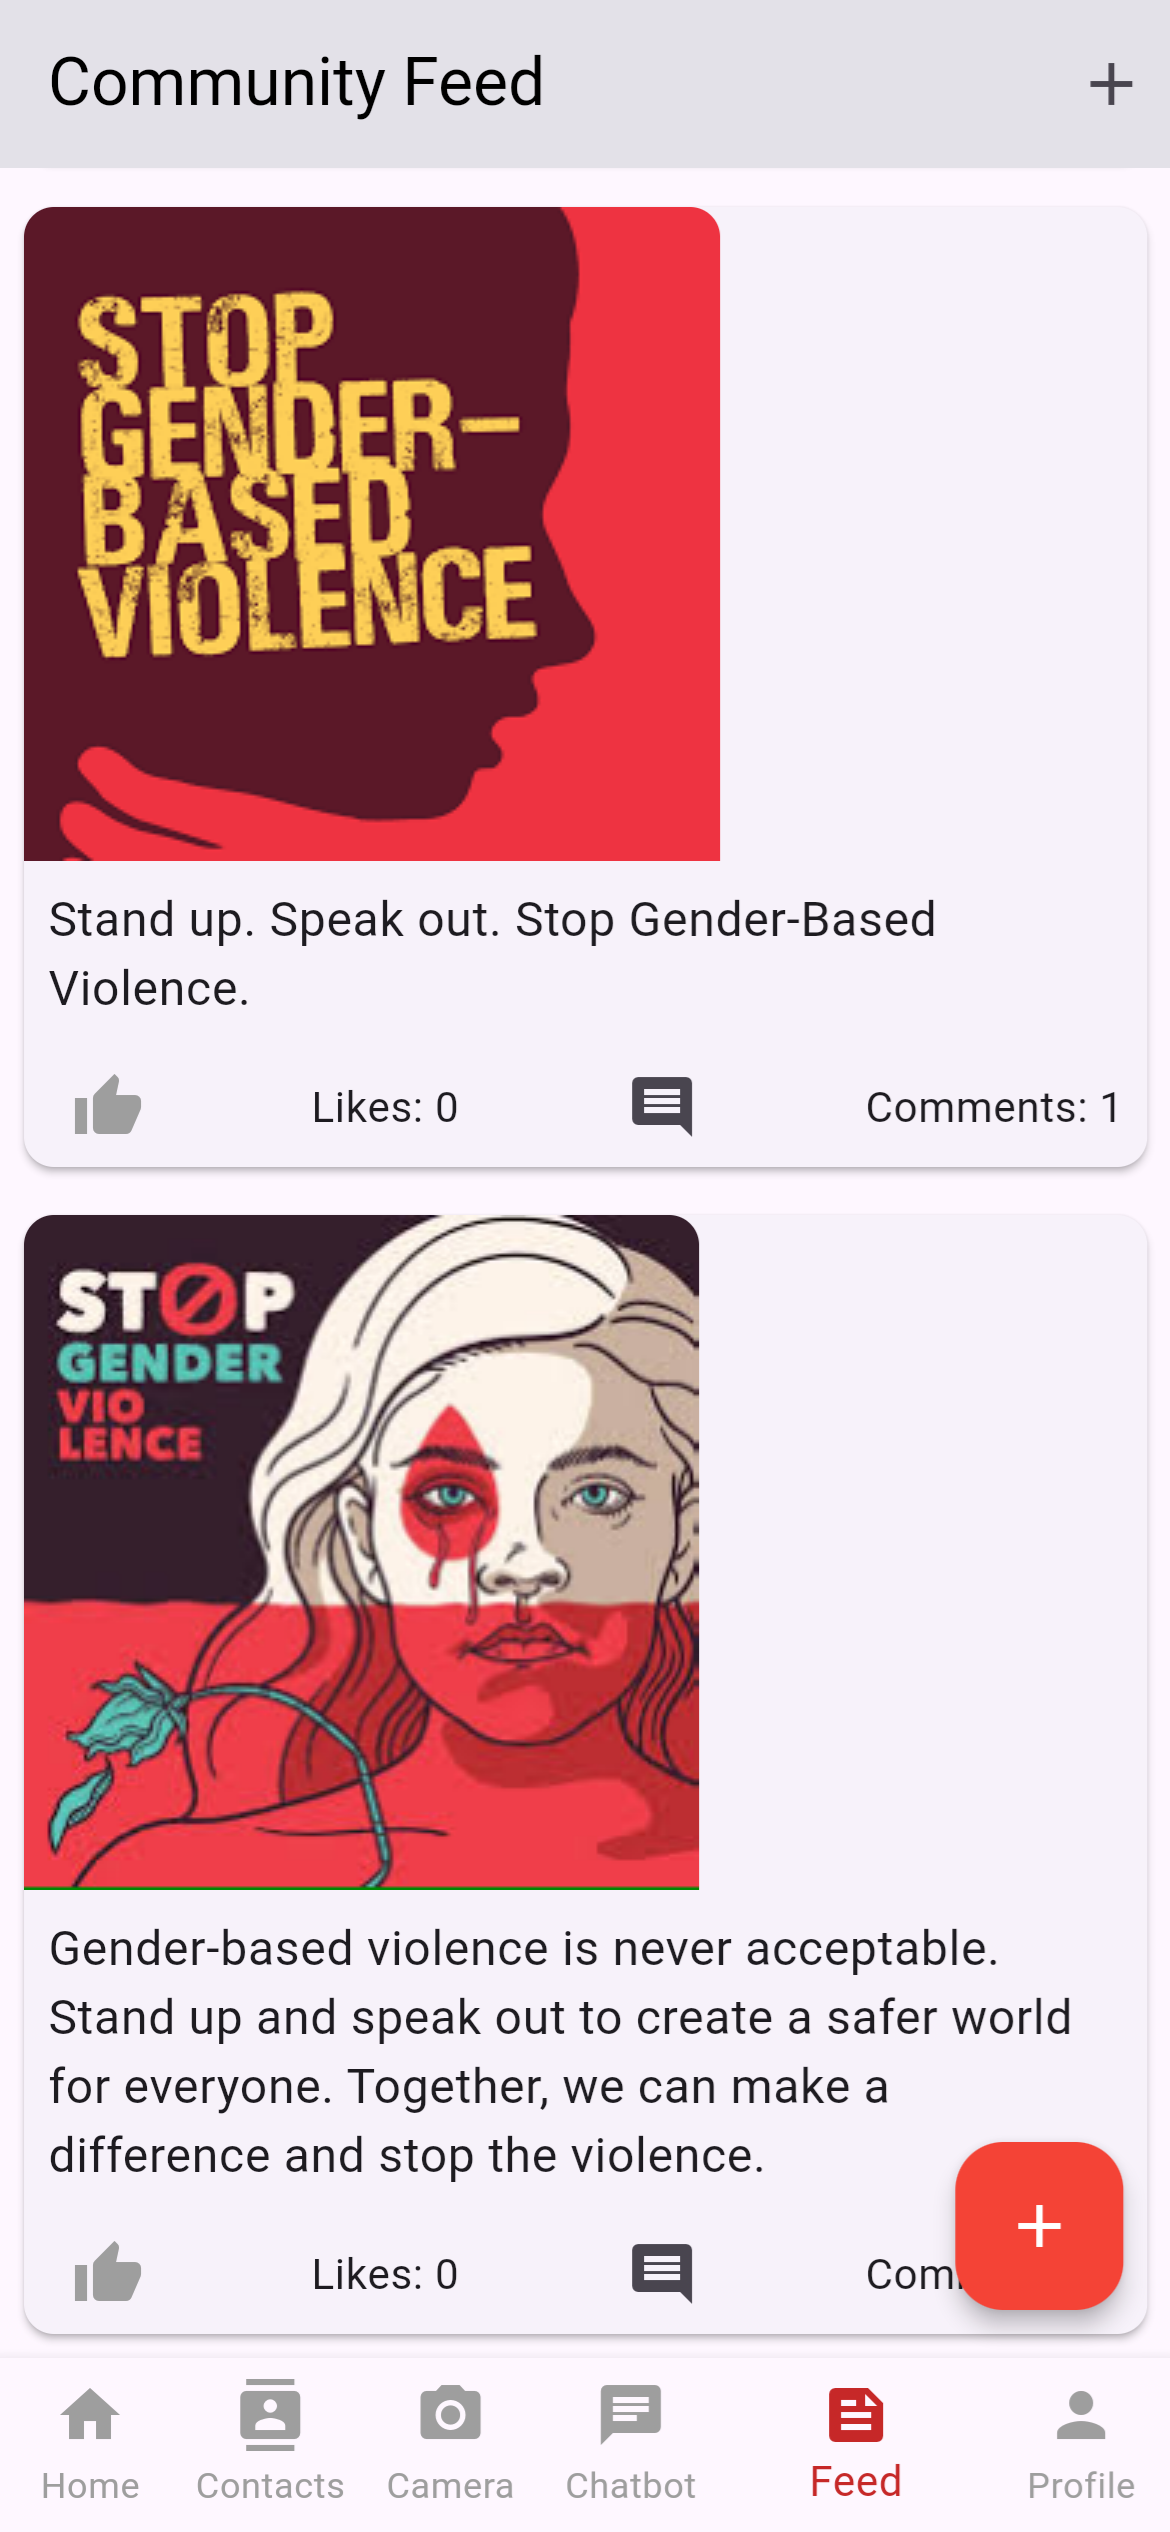 Community Feed
STOP
GENDER-
BASED
VIOLENCE
Stand up. Speak out. Stop Gender-Based
Violence.
Likes: 0
Comments: 1
STOP
GENDER
VIO
LENCE
Gender-based violence is never acceptable.
Stand up and speak out to create a safer world
for everyone. Together, we can make a
difference and stop the violence.
Likes: 0
Home
Contacts
Camera
Chatbot
Feed
Profile